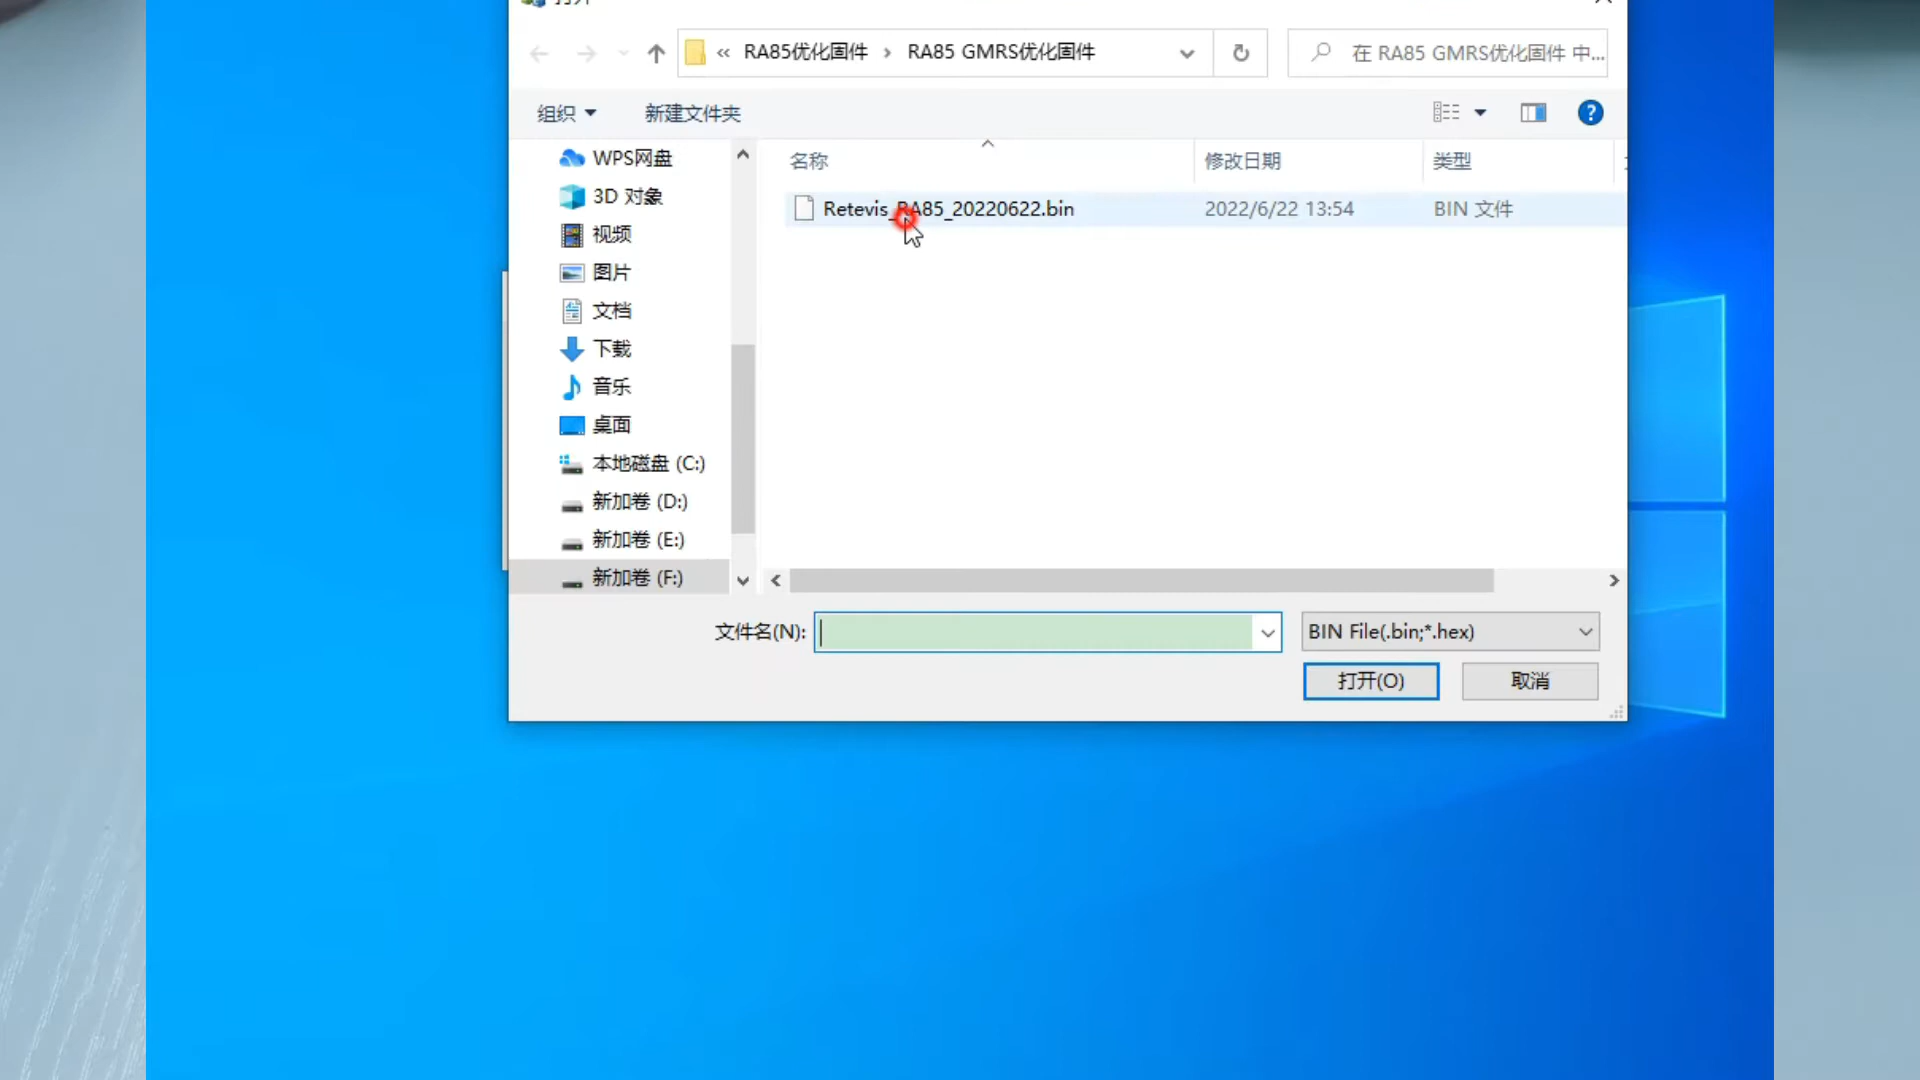 打开
« RA85优化固件 › RA85 GMRS优化固件
在 RA85 GMRS优化固件 中...
组织
新建文件夹
名称
修改日期
类型
WPS网盘
3D 对象
视频
图片
文档
下载
音乐
桌面
本地磁盘 (C:)
新加卷 (D:)
新加卷 (E:)
新加卷 (F:)
Retevis_RA85_20220622.bin
2022/6/22 13:54
BIN 文件
文件名(N):
BIN File(.bin;*.hex)
打开(O)
取消